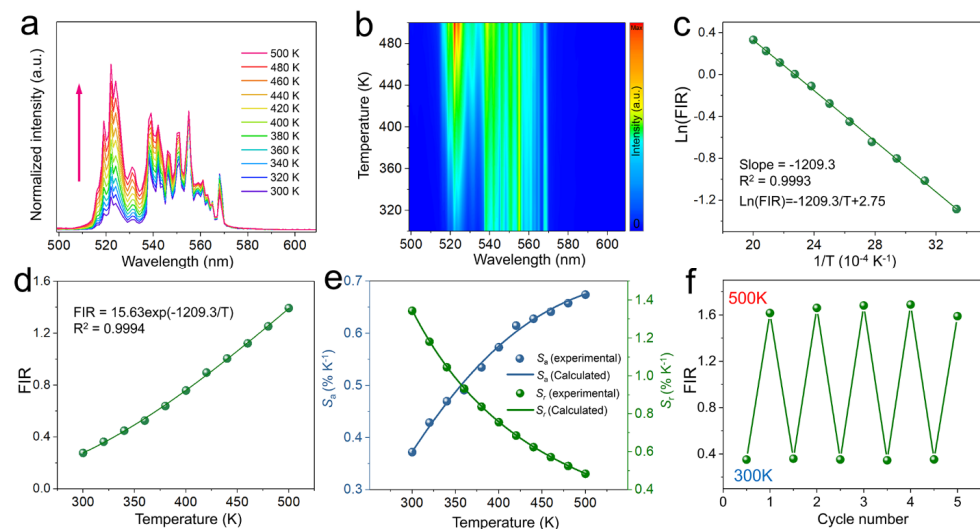 a
Normalized intensity (a.u.)
500 K
480 K
460 K
440 K
420 K
400 K
380 K
360 K
340 K
320 K
300 K
500 520 540 560 580 600
Wavelength (nm)
b
Temperature (K)
480
450
420
390
360
330
300
500 520 540 560 580 600
Wavelength (nm)
Max
Intensity (a.u.)
0
c
Ln(FIR)
0.4
0.0
-0.4
-0.8
-1.2
Slope = -1209.3
R² = 0.9993
Ln(FIR)=-1209.3/T+2.75
20 24 28 32
1/T (10⁻⁴ K⁻¹)
d
FIR
1.6
1.2
0.8
0.4
0.0
FIR = 15.63exp(-1209.3/T)
R² = 0.9994
300 350 400 450 500
Temperature (K)
e
Sa (% K⁻¹)
0.7
0.6
0.5
0.4
0.3
Sa (experimental)
Sa (Calculated)
Sr (experimental)
Sr (Calculated)
1.4
1.2
1.0
0.8
0.6
0.4
Sr (% K⁻¹)
300 350 400 450 500
Temperature (K)
f
FIR
1.6
1.2
0.8
0.4
500K
300K
0 1 2 3 4 5
Cycle number